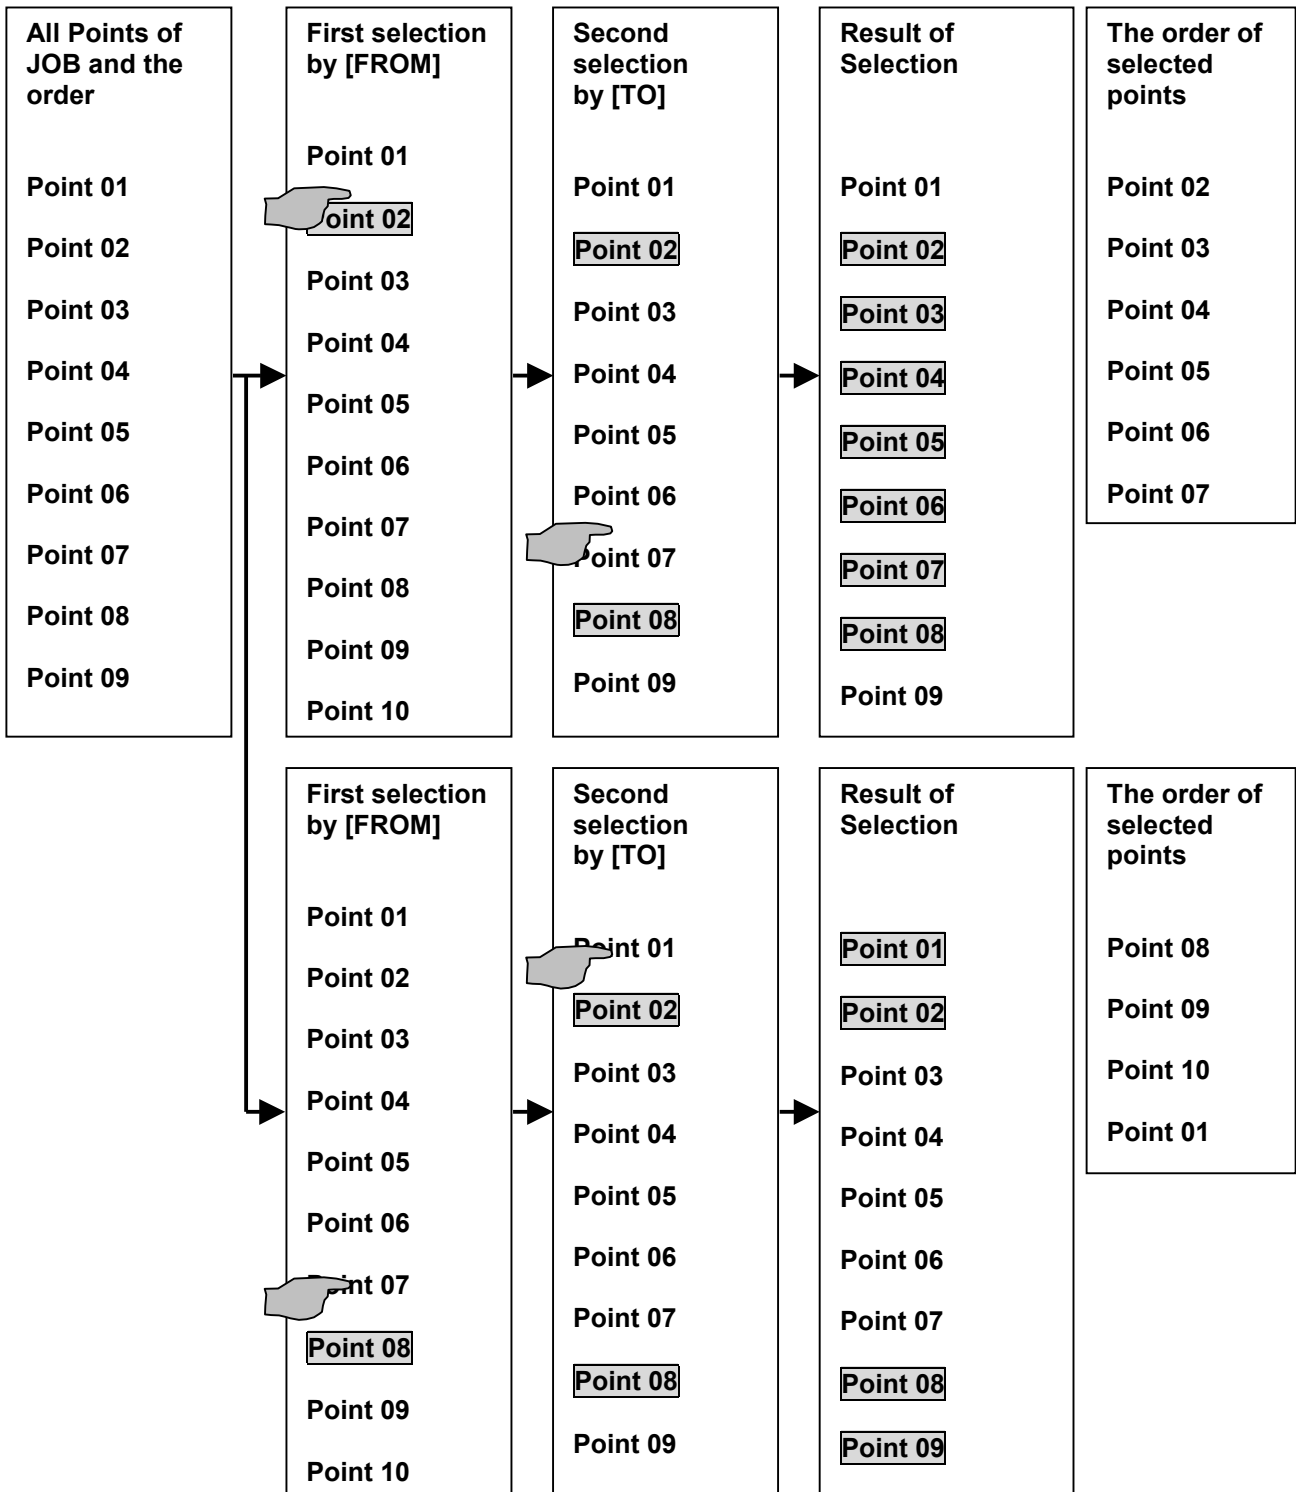 All Points of
JOB and the
order
Point 01
Point 02
Point 03
Point 04
Point 05
Point 06
Point 07
Point 08
Point 09
First selection
by [FROM]
Point 01
Point 02
Point 03
Point 04
Point 05
Point 06
Point 07
Point 08
Point 09
Point 10
Second
selection
by [TO]
Point 01
Point 02
Point 03
Point 04
Point 05
Point 06
Point 07
Point 08
Point 09
Result of
Selection
Point 01
Point 02
Point 03
Point 04
Point 05
Point 06
Point 07
Point 08
Point 09
The order of
selected
points
Point 02
Point 03
Point 04
Point 05
Point 06
Point 07
First selection
by [FROM]
Point 01
Point 02
Point 03
Point 04
Point 05
Point 06
Point 07
Point 08
Point 09
Point 10
Second
selection
by [TO]
Point 01
Point 02
Point 03
Point 04
Point 05
Point 06
Point 07
Point 08
Point 09
Result of
Selection
Point 01
Point 02
Point 03
Point 04
Point 05
Point 06
Point 07
Point 08
Point 09
The order of
selected
points
Point 08
Point 09
Point 10
Point 01